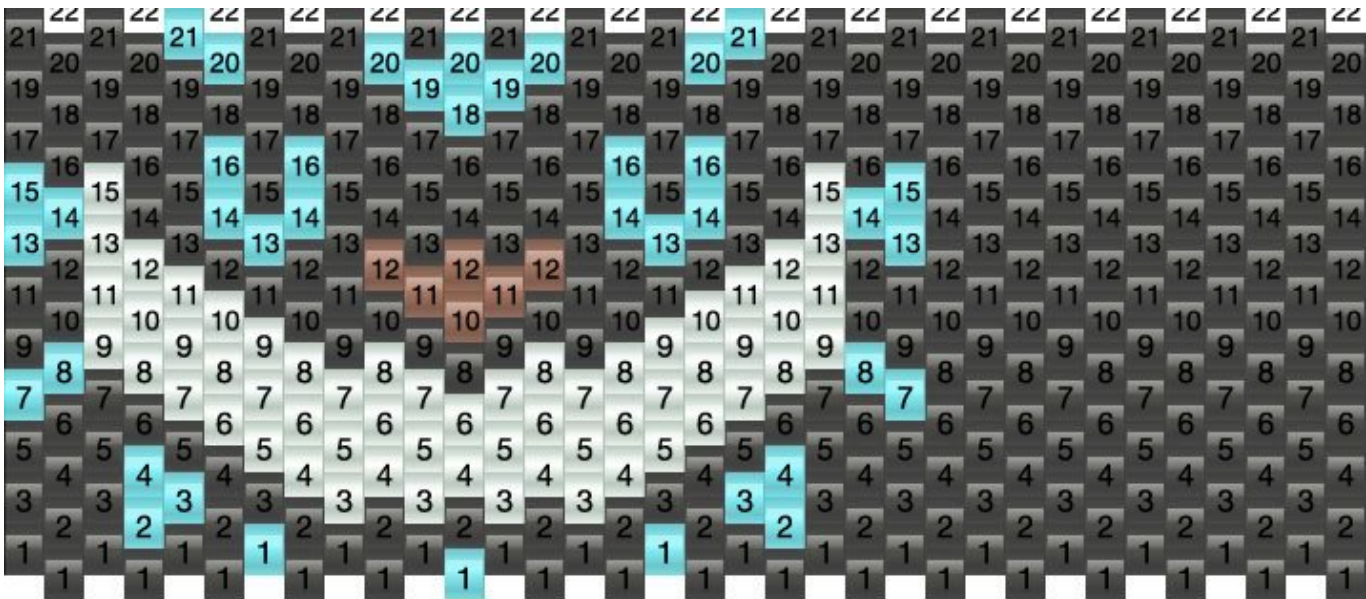 22 22 22 22 22 22 22 22 22 22 22 22 22 22 22 22 22
21 21 21 21 21 21 21 21 21 21 21 21 21 21 21 21 21
20 20 20 20 20 20 20 20 20 20 20 20 20 20 20 20 20
19 19 19 19 19 19 19 19 19 19 19 19 19 19 19 19 19
18 18 18 18 18 18 18 18 18 18 18 18 18 18 18 18 18
17 17 17 17 17 17 17 17 17 17 17 17 17 17 17 17 17
16 16 16 16 16 16 16 16 16 16 16 16 16 16 16 16 16
15 15 15 15 15 15 15 15 15 15 15 15 15 15 15 15 15
14 14 14 14 14 14 14 14 14 14 14 14 14 14 14 14 14
13 13 13 13 13 13 13 13 13 13 13 13 13 13 13 13 13
12 12 12 12 12 12 12 12 12 12 12 12 12 12 12 12 12
11 11 11 11 11 11 11 11 11 11 11 11 11 11 11 11 11
10 10 10 10 10 10 10 10 10 10 10 10 10 10 10 10 10
9 9 9 9 9 9 9 9 9 9 9 9 9 9 9 9 9
8 8 8 8 8 8 8 8 8 8 8 8 8 8 8 8 8
7 7 7 7 7 7 7 7 7 7 7 7 7 7 7 7 7
6 6 6 6 6 6 6 6 6 6 6 6 6 6 6 6 6
5 5 5 5 5 5 5 5 5 5 5 5 5 5 5 5 5
4 4 4 4 4 4 4 4 4 4 4 4 4 4 4 4 4
3 3 3 3 3 3 3 3 3 3 3 3 3 3 3 3 3
2 2 2 2 2 2 2 2 2 2 2 2 2 2 2 2 2
1 1 1 1 1 1 1 1 1 1 1 1 1 1 1 1 1
1 1 1 1 1 1 1 1 1 1 1 1 1 1 1 1 1